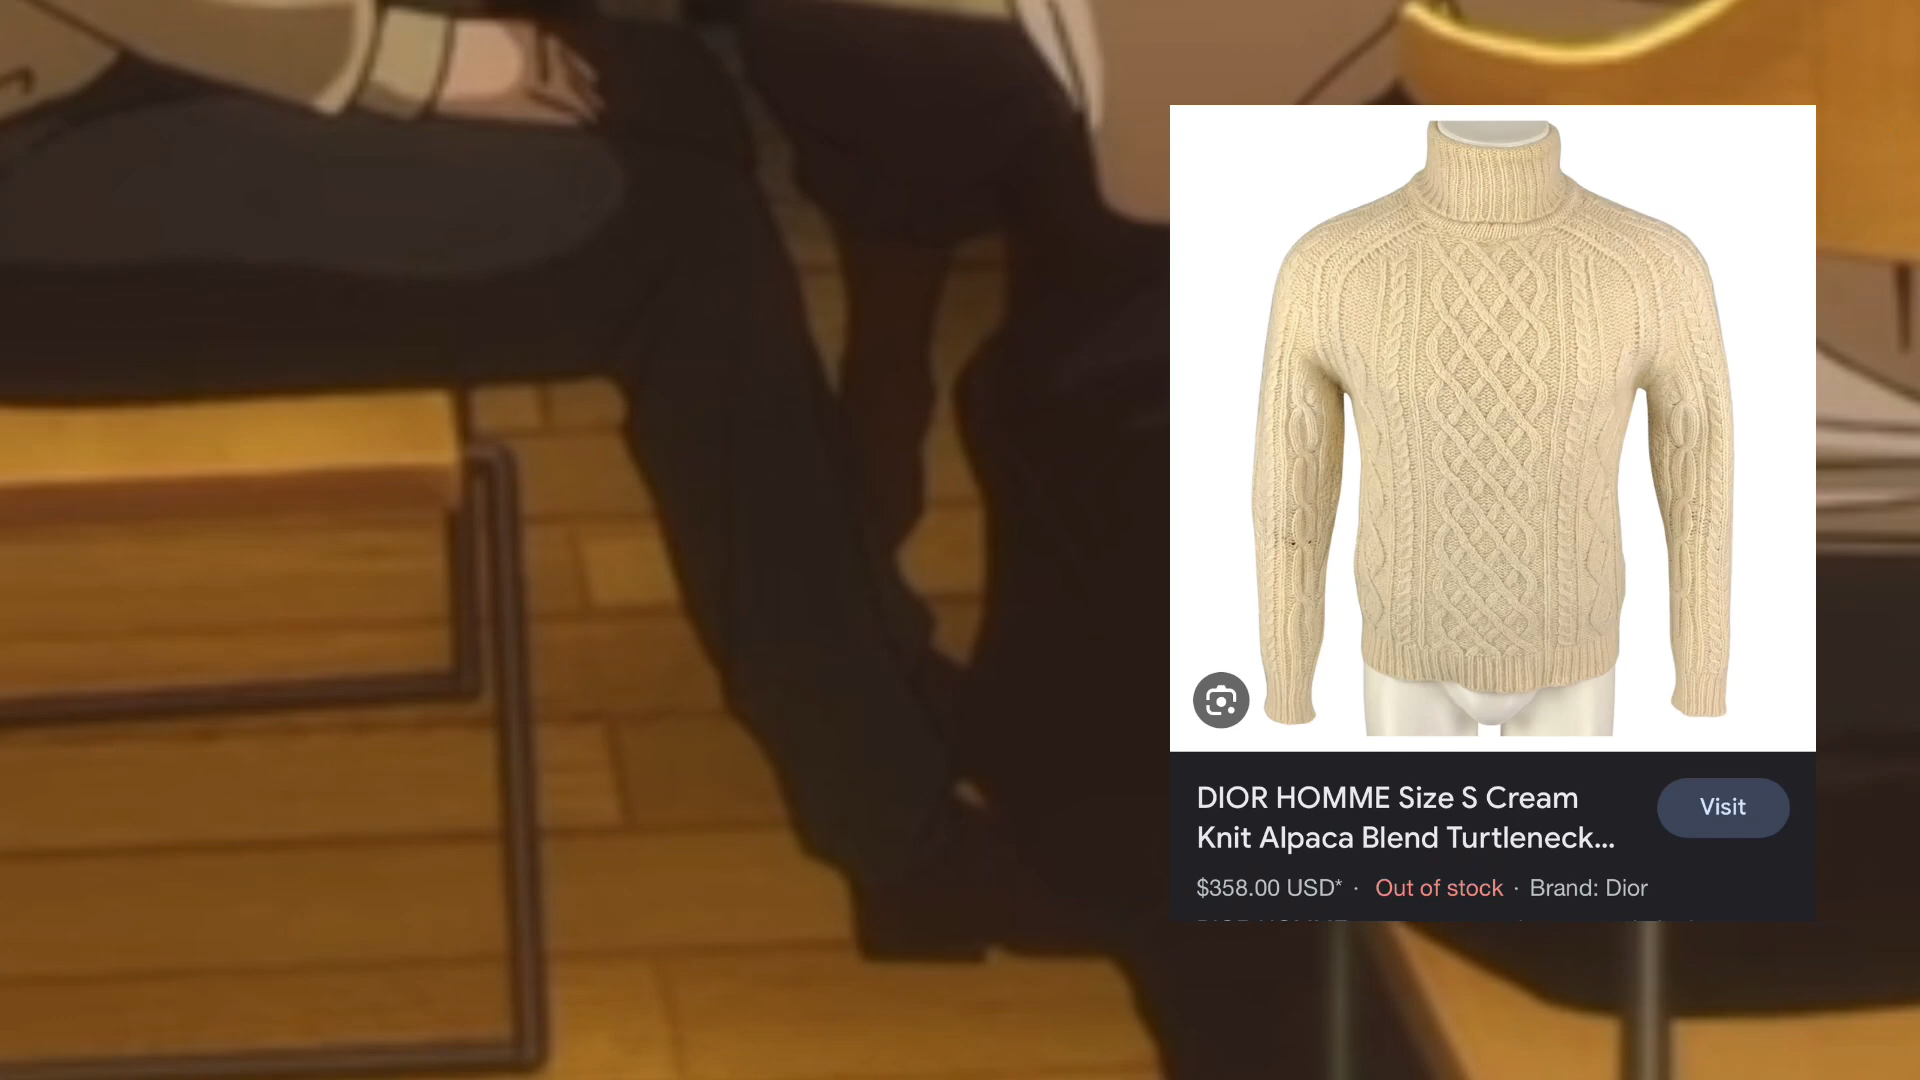 DIOR HOMME Size S Cream
Knit Alpaca Blend Turtleneck...
Visit
$358.00 USD* · Out of stock · Brand: Dior